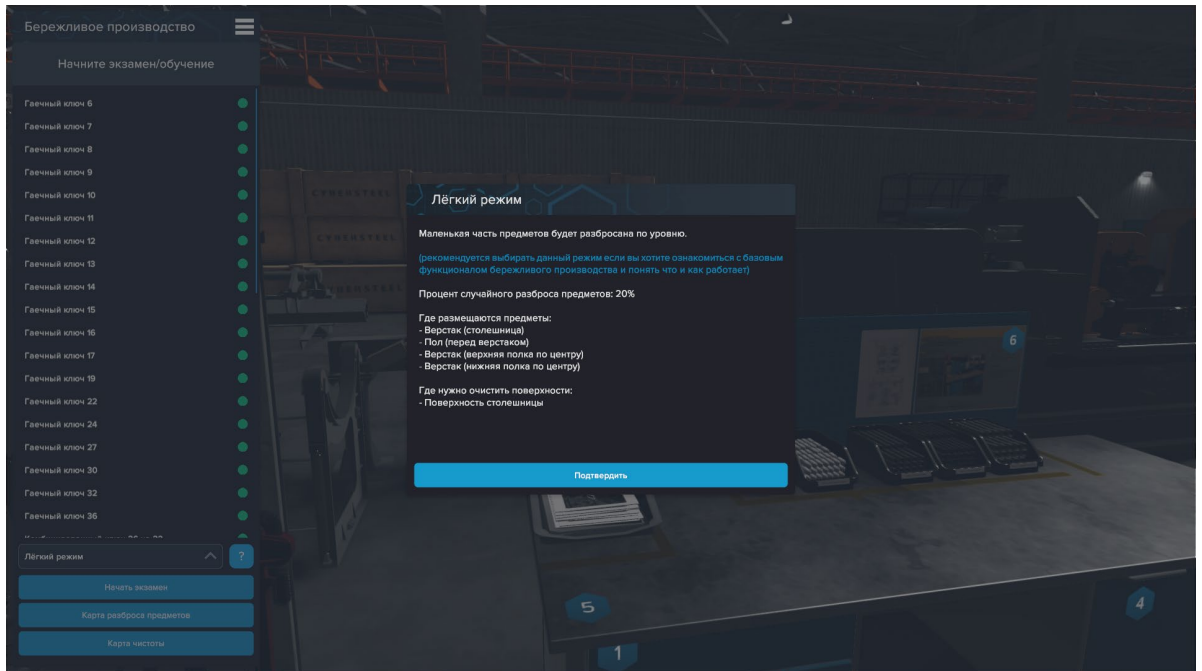 Бережливое производство
Начните экзамен/обучение
Гаечный ключ 6
Гаечный ключ 7
Гаечный ключ 8
Гаечный ключ 9
Гаечный ключ 10
Гаечный ключ 11
Гаечный ключ 12
Гаечный ключ 13
Гаечный ключ 14
Гаечный ключ 15
Гаечный ключ 16
Гаечный ключ 17
Гаечный ключ 19
Гаечный ключ 22
Гаечный ключ 24
Гаечный ключ 27
Гаечный ключ 30
Гаечный ключ 32
Гаечный ключ 36
Лёгкий режим
?
Начать экзамен
Карта разброса предметов
Карта чистоты
CYBERSTEEL
CYBERSTEEL
CYBERSTEEL
Лёгкий режим
Маленькая часть предметов будет разбросана по уровню.
(рекомендуется выбирать данный режим если вы хотите ознакомиться с базовым
функционалом бережливого производства и понять что и как работает)
Процент случайного разброса предметов: 20%
Где размещаются предметы:
- Верстак (столешница)
- Пол (перед верстаком)
- Верстак (верхняя полка по центру)
- Верстак (нижняя полка по центру)
Где нужно очистить поверхности:
- Поверхность столешницы
Подтвердить
6
5
4
1